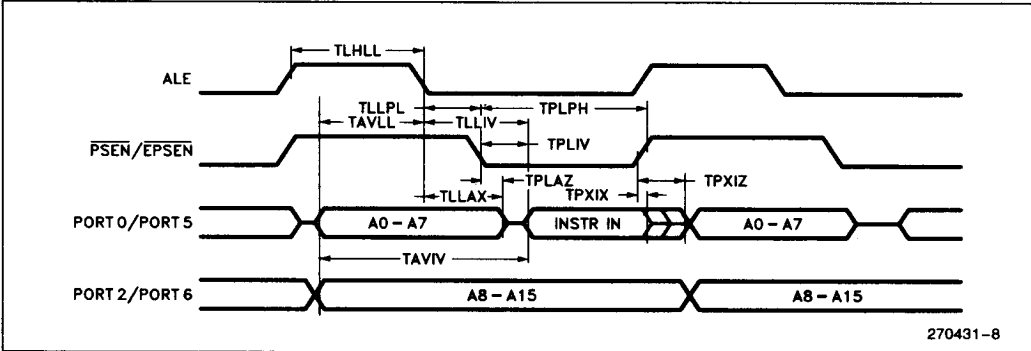 TLHLL
ALE
TLLPL
TPLPH
TAVLL
TLLIV
PSEN/EPSEN
TPLIV
TPLAZ
TLLAX
TPXIX
TPXIZ
PORT 0/PORT 5
A0-A7
INSTR IN
A0-A7
TAVIV
PORT 2/PORT 6
A8-A15
A8-A15
270431-8